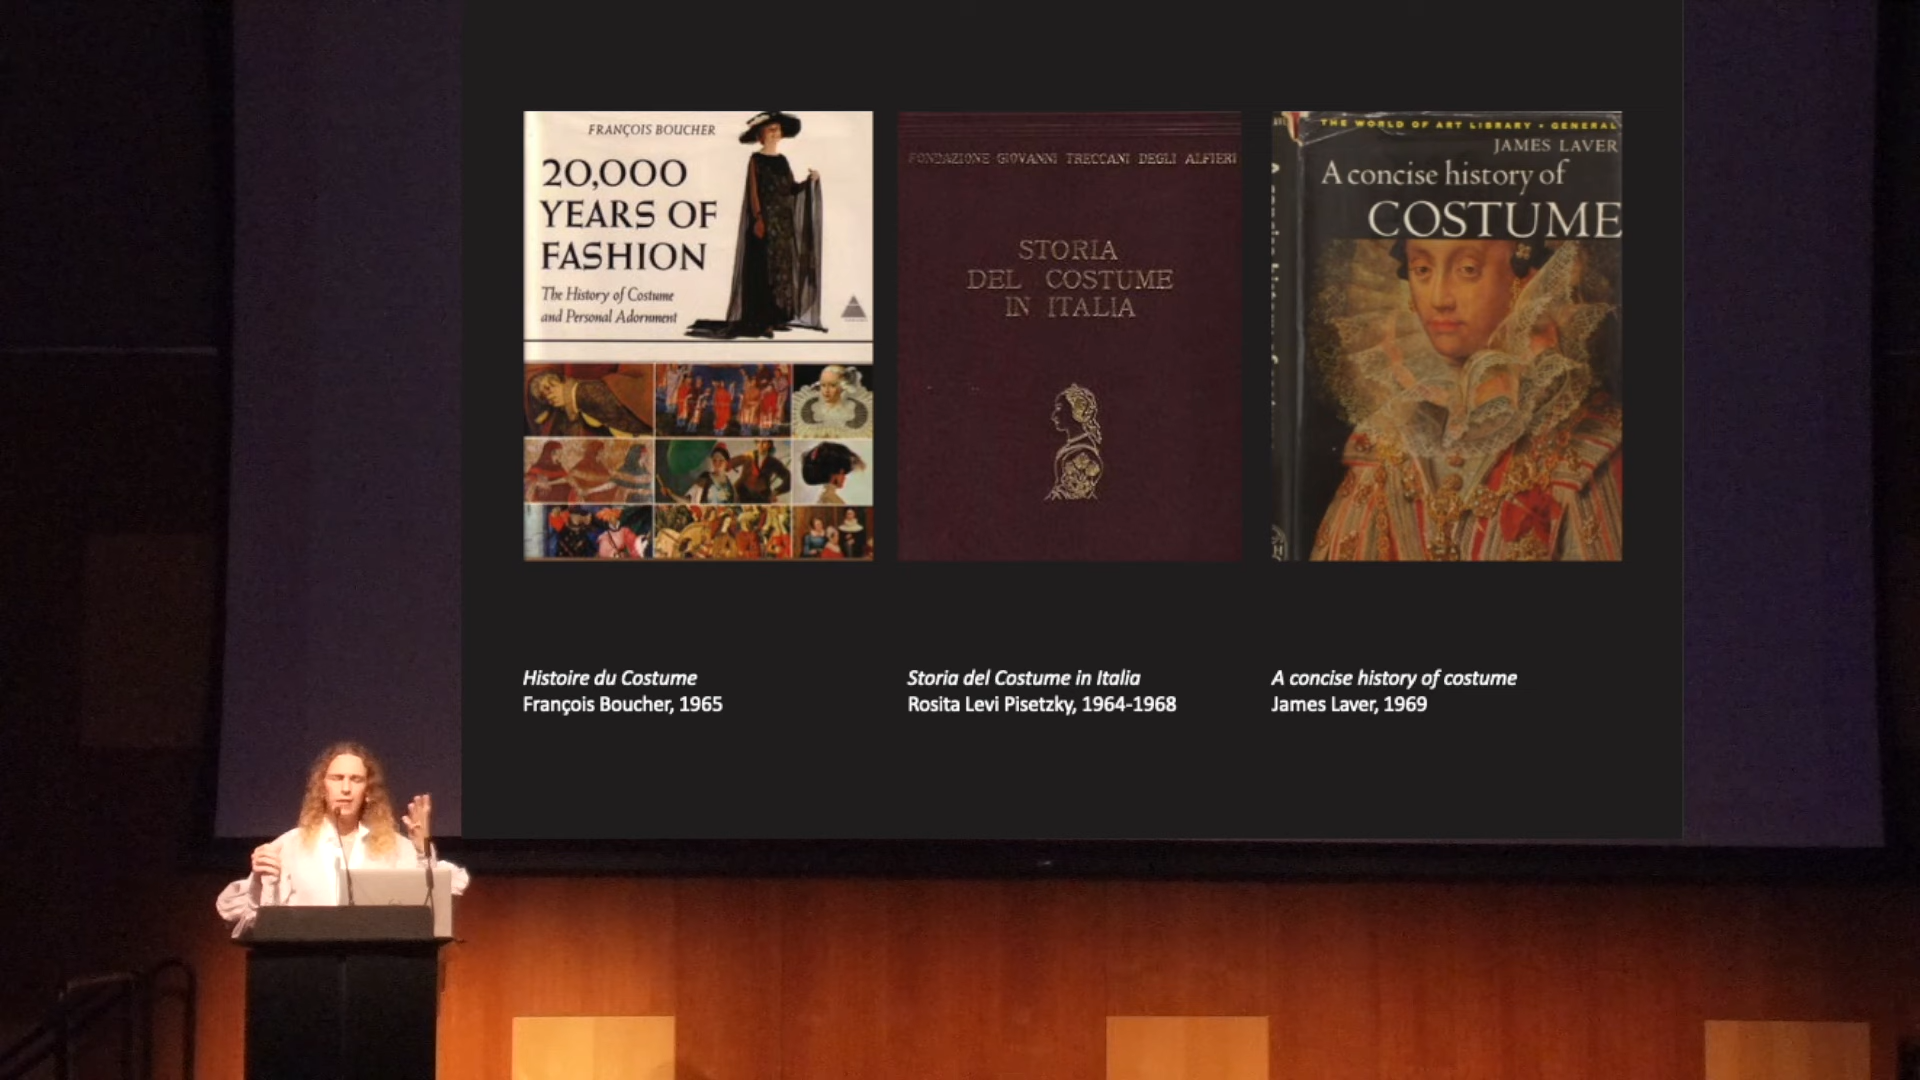 FRANÇOIS BOUCHER
20,000
YEARS OF
FASHION
The History of Costume
and Personal Adornment
FONDAZIONE GIOVANNI TRECCANI DEGLI ALFIERI
STORIA
DEL COSTUME
IN ITALIA
THE WORLD OF ART LIBRARY • GENERAL
JAMES LAVER
A concise history of
COSTUME
Histoire du Costume
François Boucher, 1965
Storia del Costume in Italia
Rosita Levi Pisetzky, 1964-1968
A concise history of costume
James Laver, 1969